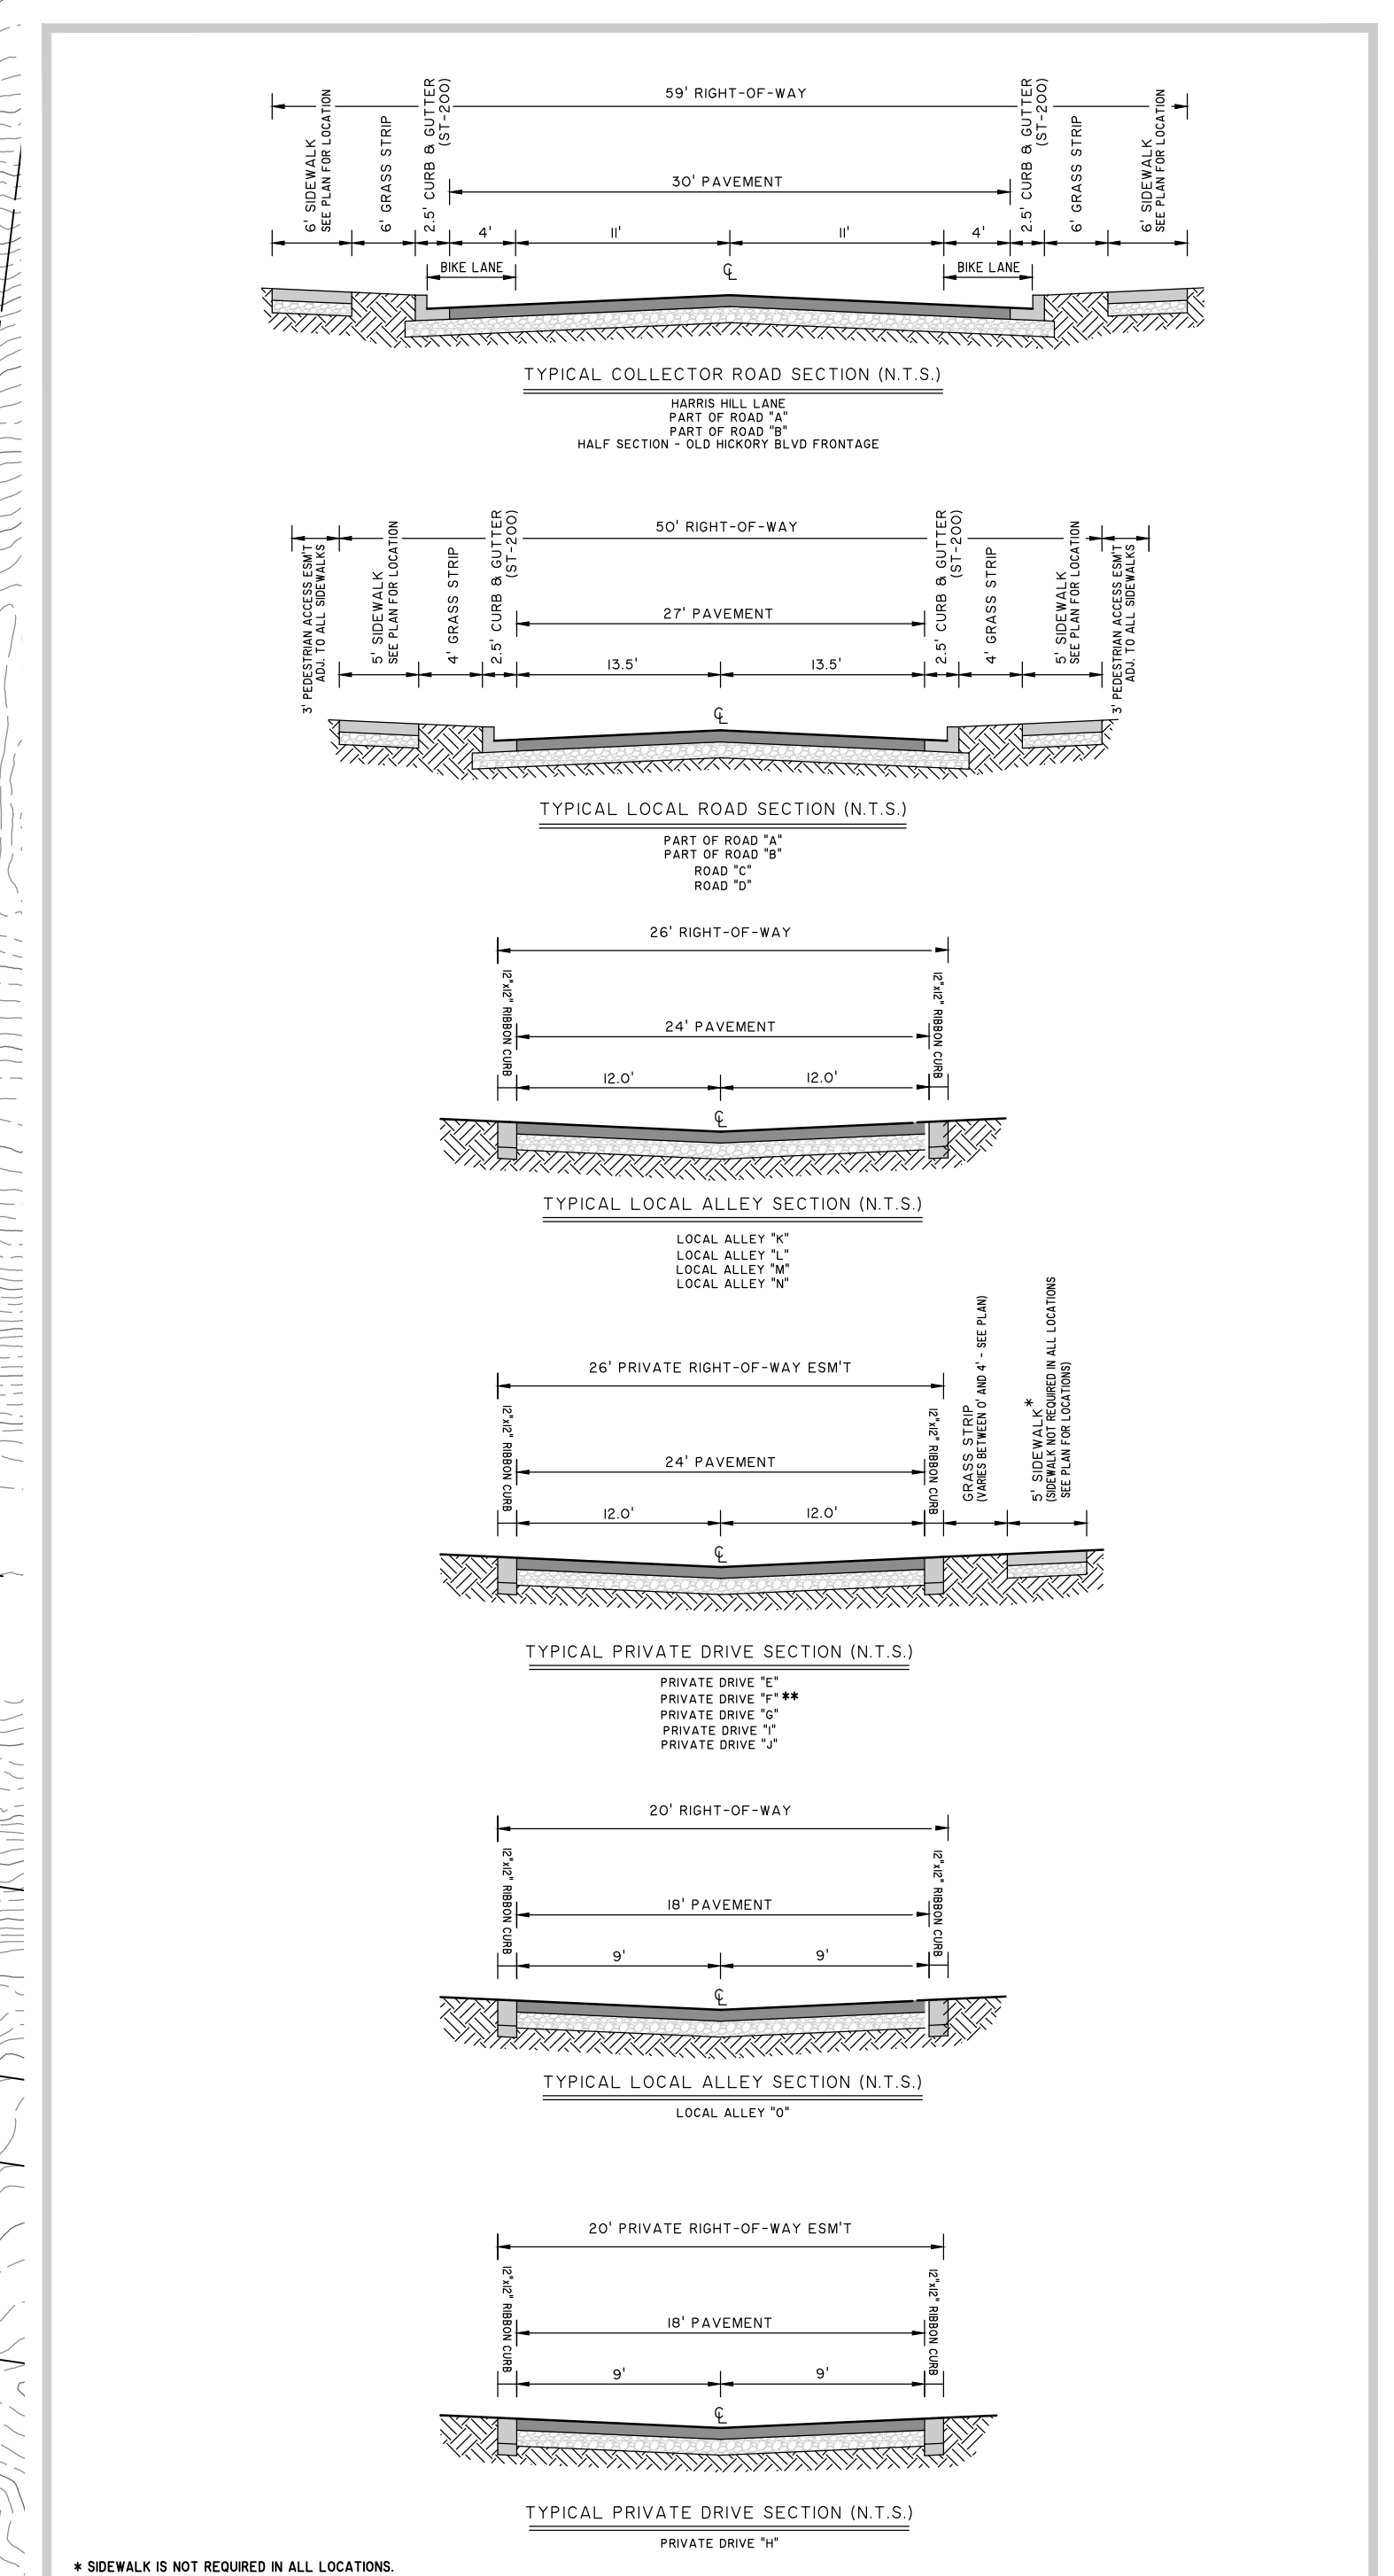 59' RIGHT-OF-WAY
6' SIDEWALK
SEE PLAN FOR LOCATION
6' GRASS STRIP
2.5' CURB & GUTTER
(ST-200)
2.5' CURB & GUTTER
(ST-200)
6' GRASS STRIP
6' SIDEWALK
SEE PLAN FOR LOCATION
30' PAVEMENT
4'
11'
11'
4'
BIKE LANE
BIKE LANE
℄
TYPICAL COLLECTOR ROAD SECTION (N.T.S.)
HARRIS HILL LANE
PART OF ROAD "A"
PART OF ROAD "B"
HALF SECTION - OLD HICKORY BLVD FRONTAGE
50' RIGHT-OF-WAY
3' PEDESTRIAN ACCESS ESM'T
ADJ. TO ALL SIDEWALKS
5' SIDEWALK
SEE PLAN FOR LOCATION
4' GRASS STRIP
2.5' CURB & GUTTER
(ST-200)
2.5' CURB & GUTTER
(ST-200)
4' GRASS STRIP
5' SIDEWALK
SEE PLAN FOR LOCATION
3' PEDESTRIAN ACCESS ESM'T
ADJ. TO ALL SIDEWALKS
27' PAVEMENT
13.5'
13.5'
℄
TYPICAL LOCAL ROAD SECTION (N.T.S.)
PART OF ROAD "A"
PART OF ROAD "B"
ROAD "C"
ROAD "D"
26' RIGHT-OF-WAY
12"x12" RIBBON CURB
12"x12" RIBBON CURB
24' PAVEMENT
12.0'
12.0'
℄
TYPICAL LOCAL ALLEY SECTION (N.T.S.)
LOCAL ALLEY "K"
LOCAL ALLEY "L"
LOCAL ALLEY "M"
LOCAL ALLEY "N"
26' PRIVATE RIGHT-OF-WAY ESM'T
12"x12" RIBBON CURB
12"x12" RIBBON CURB
GRASS STRIP
(VARIES BETWEEN 0' AND 4' - SEE PLAN)
5' SIDEWALK*
(SIDEWALK NOT REQUIRED IN ALL LOCATIONS
SEE PLAN FOR LOCATIONS)
24' PAVEMENT
12.0'
12.0'
℄
TYPICAL PRIVATE DRIVE SECTION (N.T.S.)
PRIVATE DRIVE "E"
PRIVATE DRIVE "F" **
PRIVATE DRIVE "G"
PRIVATE DRIVE "I"
PRIVATE DRIVE "J"
20' RIGHT-OF-WAY
12"x12" RIBBON CURB
12"x12" RIBBON CURB
18' PAVEMENT
9'
9'
℄
TYPICAL LOCAL ALLEY SECTION (N.T.S.)
LOCAL ALLEY "O"
20' PRIVATE RIGHT-OF-WAY ESM'T
12"x12" RIBBON CURB
12"x12" RIBBON CURB
18' PAVEMENT
9'
9'
℄
TYPICAL PRIVATE DRIVE SECTION (N.T.S.)
PRIVATE DRIVE "H"
* SIDEWALK IS NOT REQUIRED IN ALL LOCATIONS.